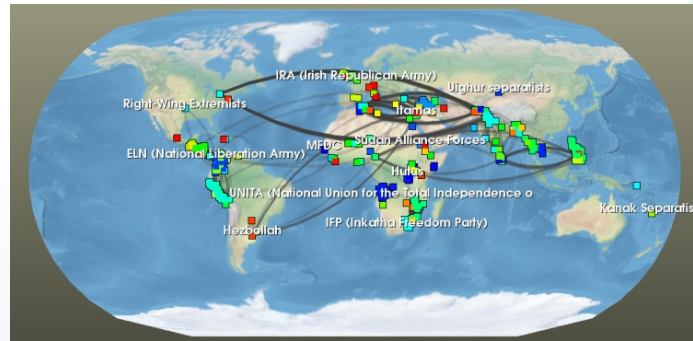 IRA (Irish Republican Army)
Uighur separatists
Right-Wing Extremists
Hamas
Sudan Alliance Forces
MFDC
ELN (National Liberation Army)
Hutus
UNITA (National Union for the Total Independence o
Kanak Separatis
IFP (Inkatha Freedom Party)
Hezbollah